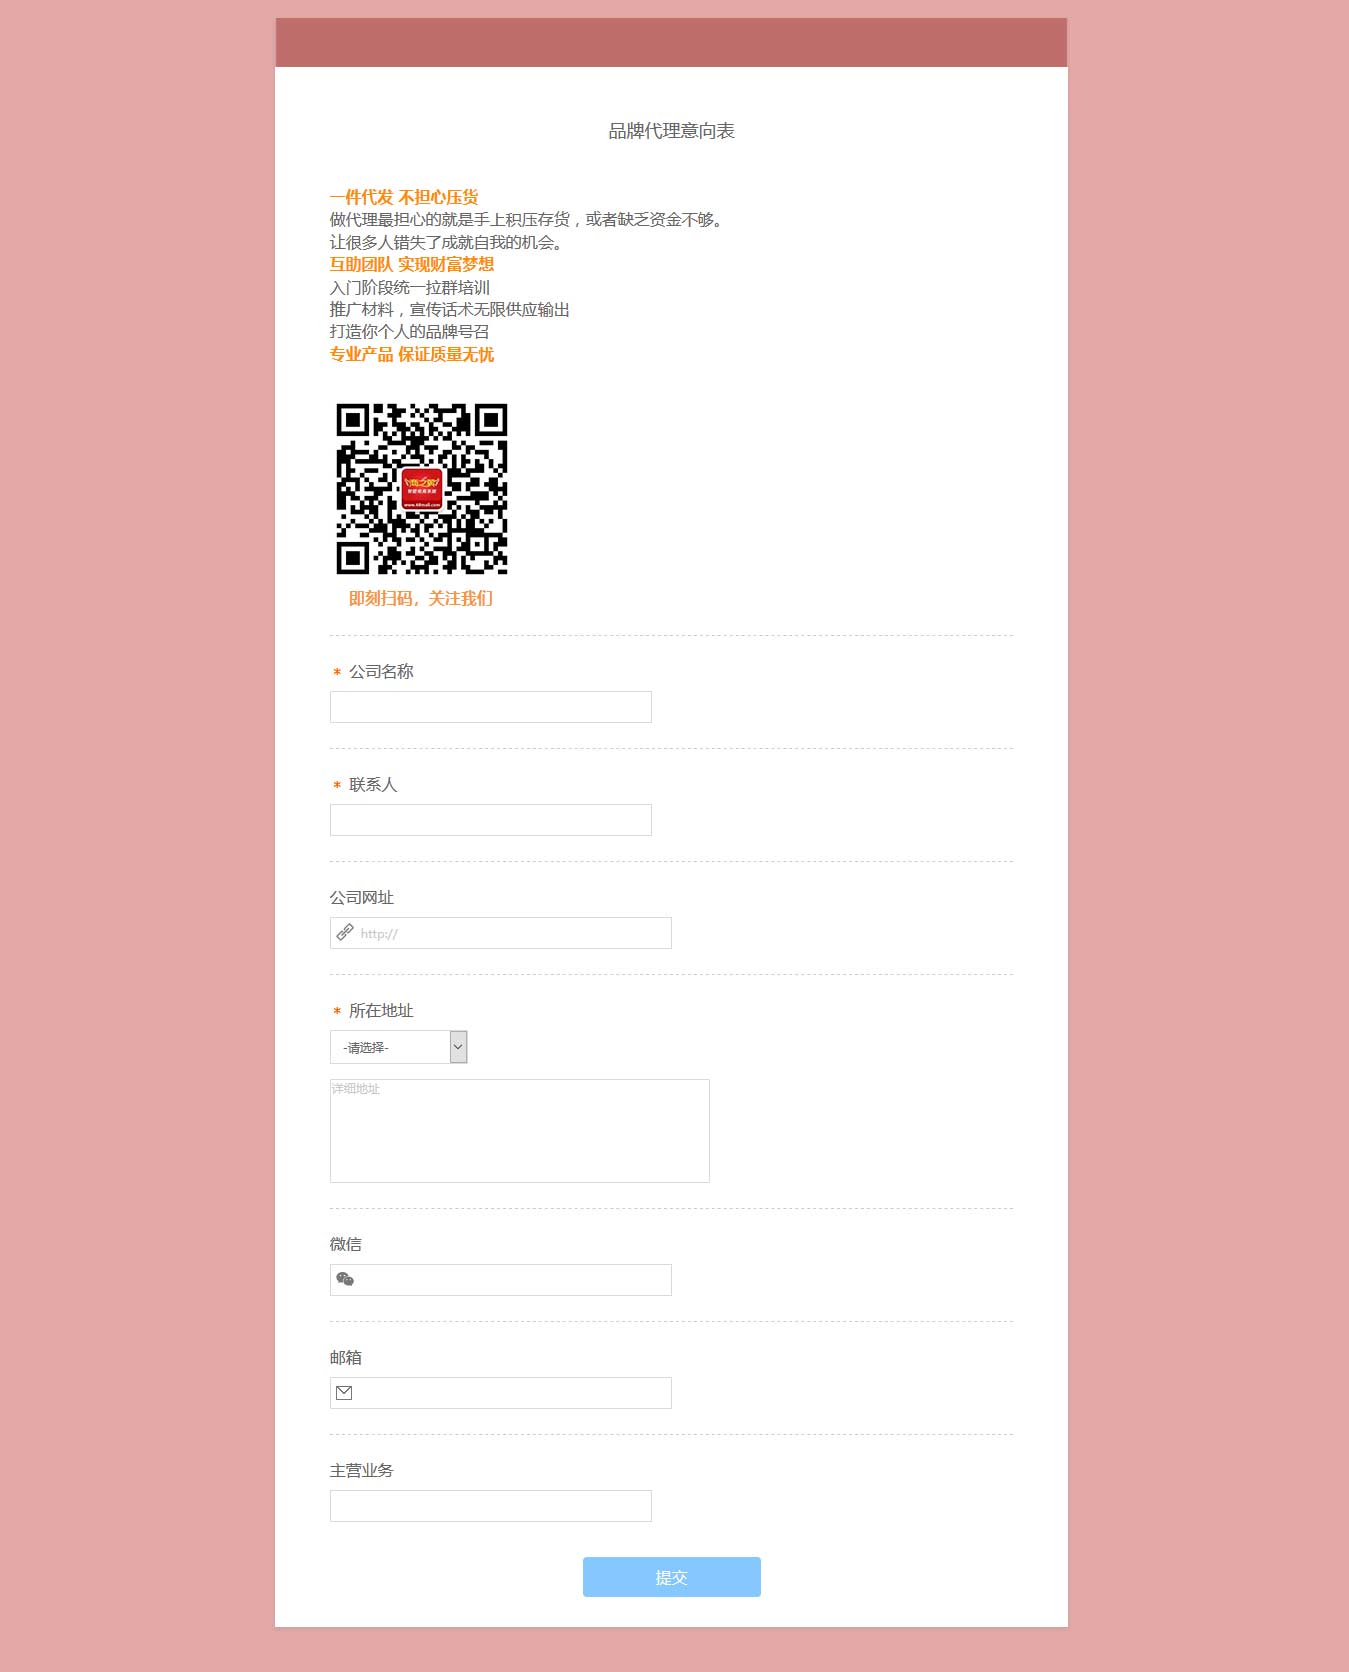 品牌代理意向表
一件代发 不担心压货
做代理最担心的就是手上积压存货，或者缺乏资金不够。
让很多人错失了成就自我的机会。
互助团队 实现财富梦想
入门阶段统一拉群培训
推广材料，宣传话术无限供应输出
打造你个人的品牌号召
专业产品 保证质量无忧
商之翼
www.68mall.com
即刻扫码，关注我们
* 公司名称
* 联系人
公司网址
http://
* 所在地址
-请选择-
详细地址
微信
邮箱
主营业务
提交